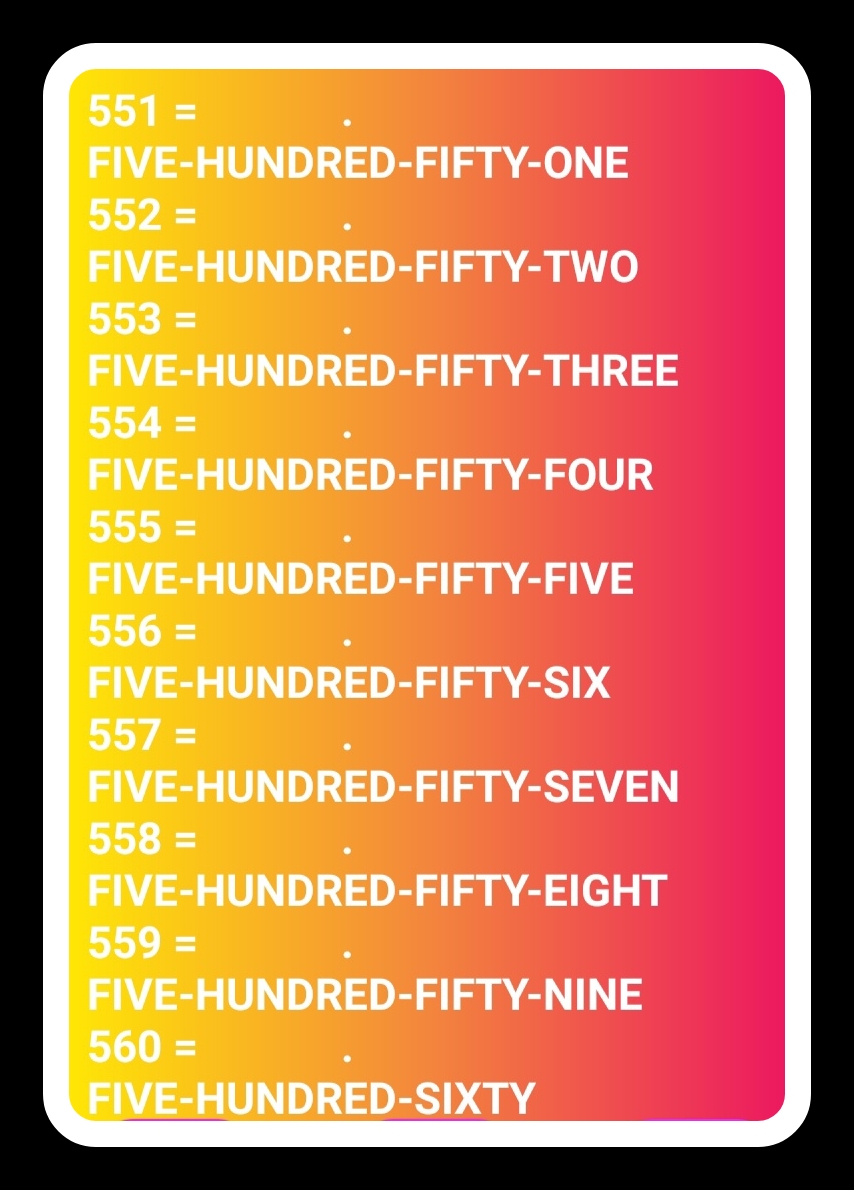 551 = .
FIVE-HUNDRED-FIFTY-ONE
552 = .
FIVE-HUNDRED-FIFTY-TWO
553 = .
FIVE-HUNDRED-FIFTY-THREE
554 = .
FIVE-HUNDRED-FIFTY-FOUR
555 = .
FIVE-HUNDRED-FIFTY-FIVE
556 = .
FIVE-HUNDRED-FIFTY-SIX
557 = .
FIVE-HUNDRED-FIFTY-SEVEN
558 = .
FIVE-HUNDRED-FIFTY-EIGHT
559 = .
FIVE-HUNDRED-FIFTY-NINE
560 = .
FIVE-HUNDRED-SIXTY